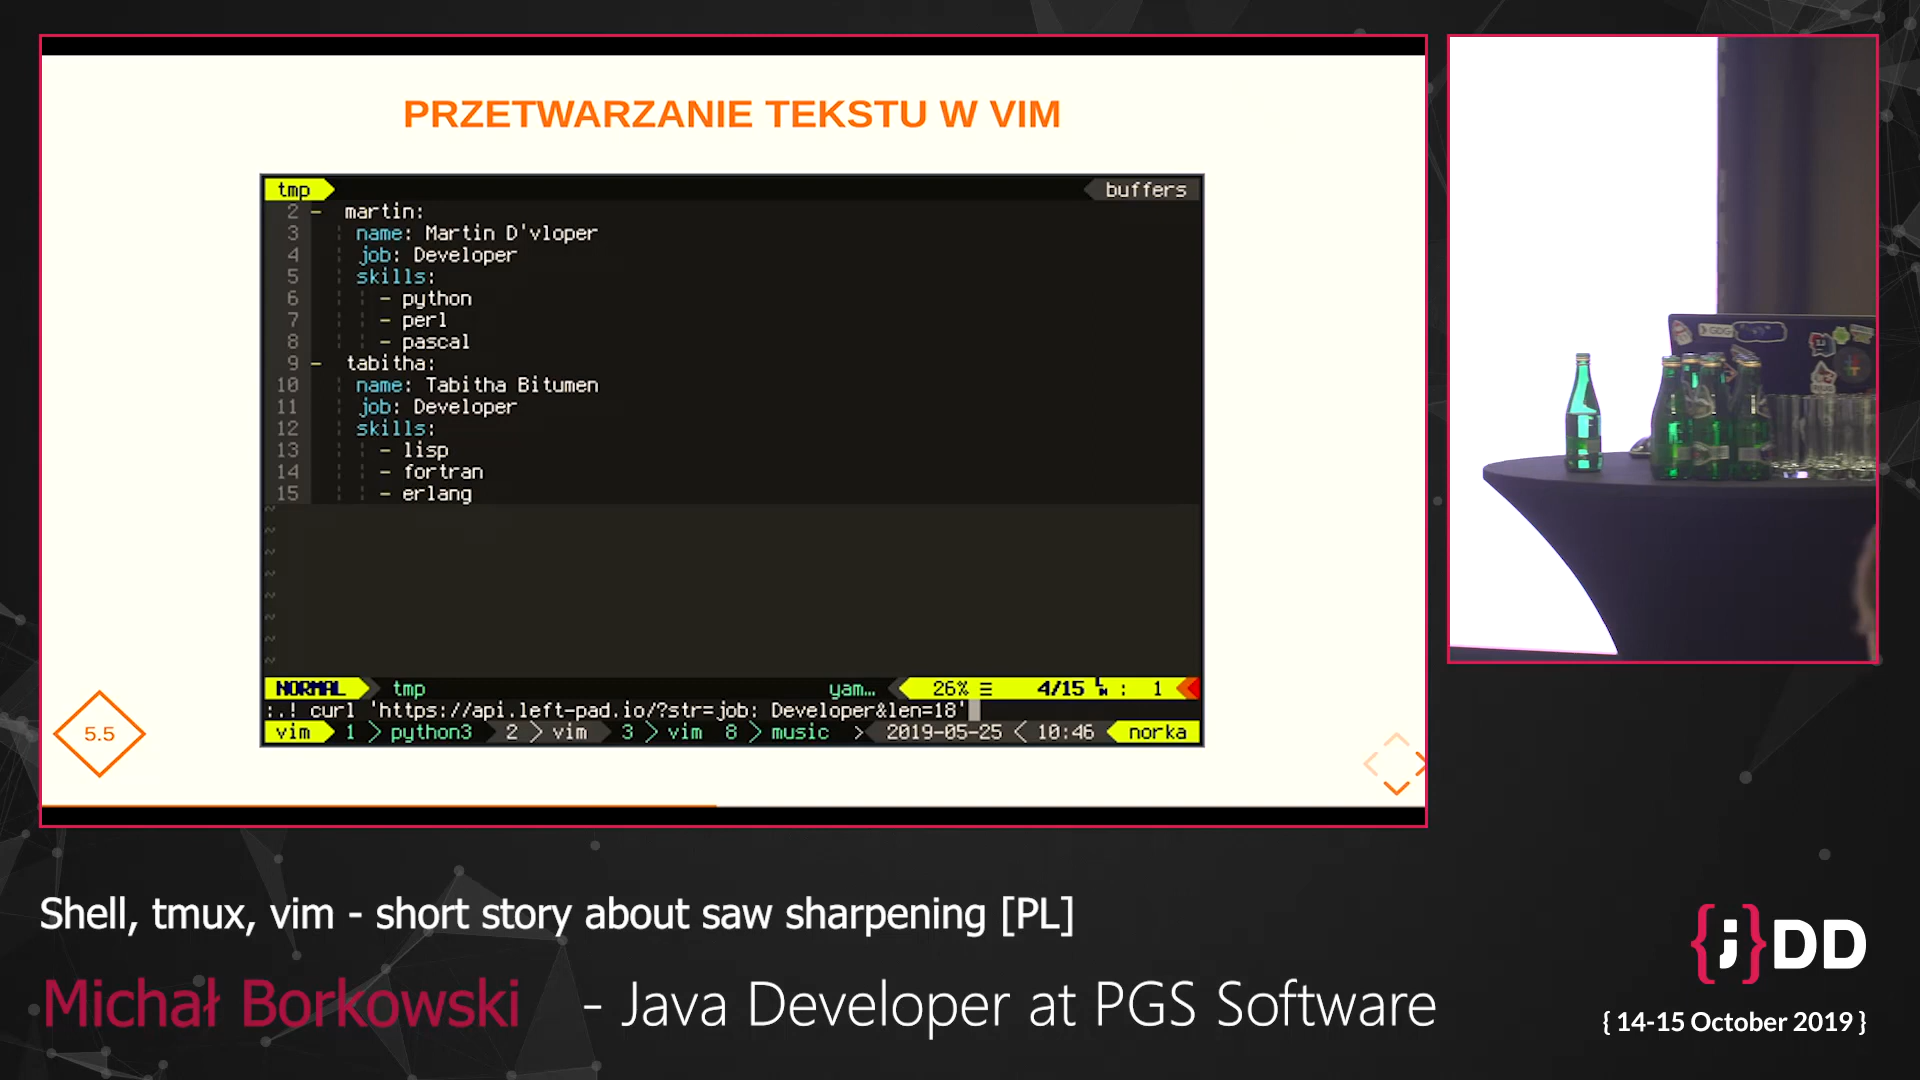 PRZETWARZANIE TEKSTU W VIM
tmp buffers
2 - martin:
3 name: Martin D'vloper
4 job: Developer
5 skills:
6 - python
7 - perl
8 - pascal
9 - tabitha:
10 name: Tabitha Bitumen
11 job: Developer
12 skills:
13 - lisp
14 - fortran
15 - erlang
~
~
~
~
~
~
~
~
NORMAL tmp yam… 26% ☰ 4/15 : 1
:.! curl 'https://api.left-pad.io/?str=job: Developer&len=18'
vim 1 > python3 2 > vim 3 > vim 8 > music > 2019-05-25 < 10:46 norka
5.5
Shell, tmux, vim - short story about saw sharpening [PL]
Michał Borkowski - Java Developer at PGS Software
{;}DD
{ 14-15 October 2019 }